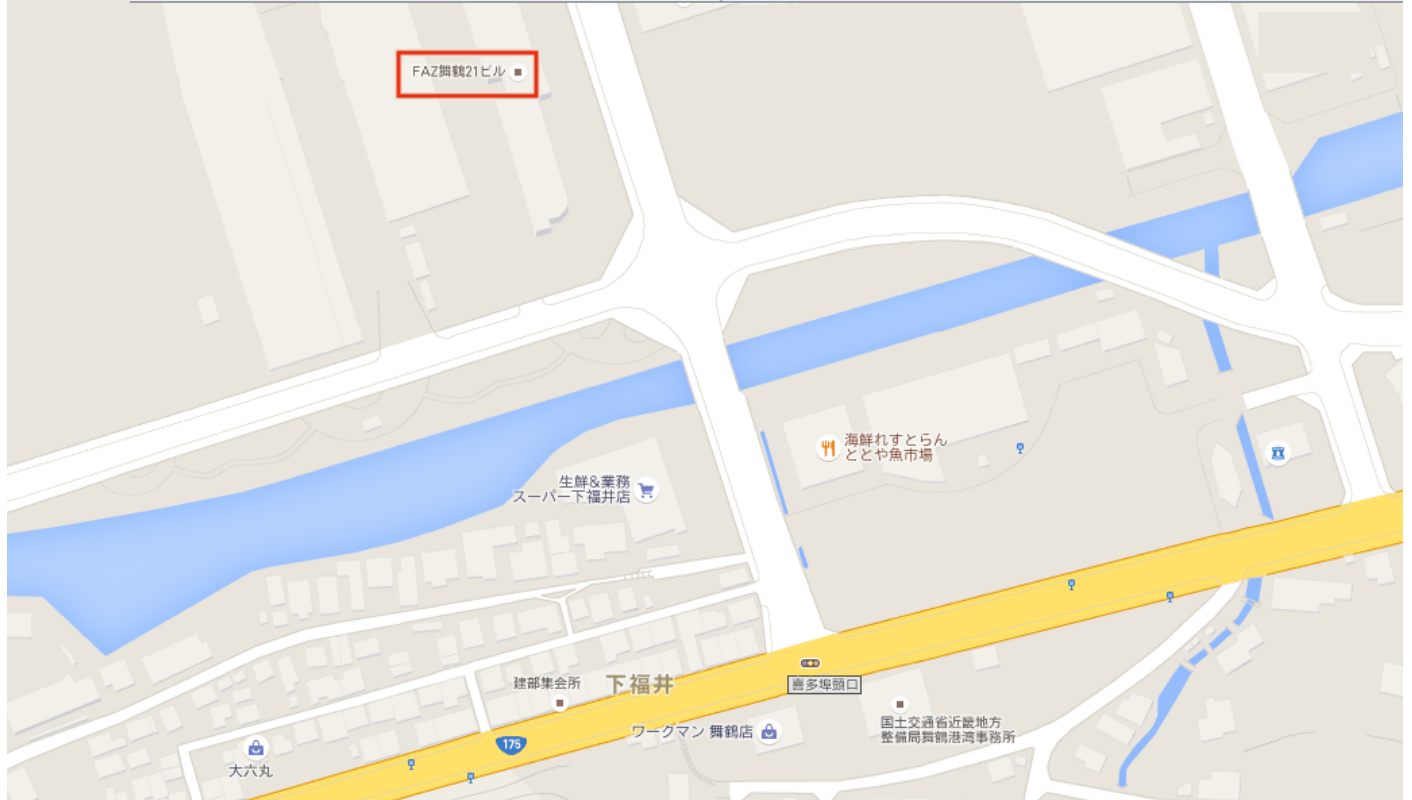 FAZ舞鶴21ビル
海鮮れすとらん
ととや魚市場
生鮮&業務
スーパー下福井店
建部集会所
下福井
喜多埠頭口
ワークマン 舞鶴店
国土交通省近畿地方
整備局舞鶴港湾事務所
175
大六丸